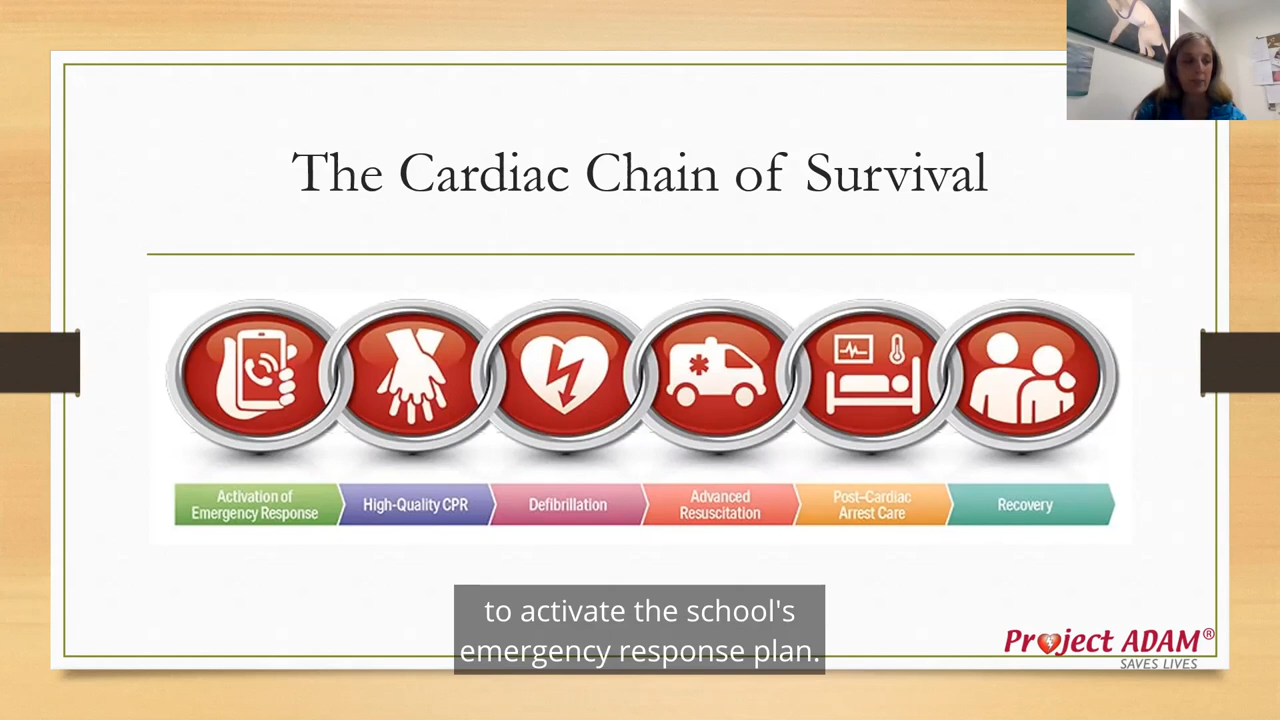 The Cardiac Chain of Survival
Activation of
Emergency Response
High-Quality CPR
Defibrillation
Advanced
Resuscitation
Post-Cardiac
Arrest Care
Recovery
to activate the school's
emergency response plan.
Project ADAM®
SAVES LIVES